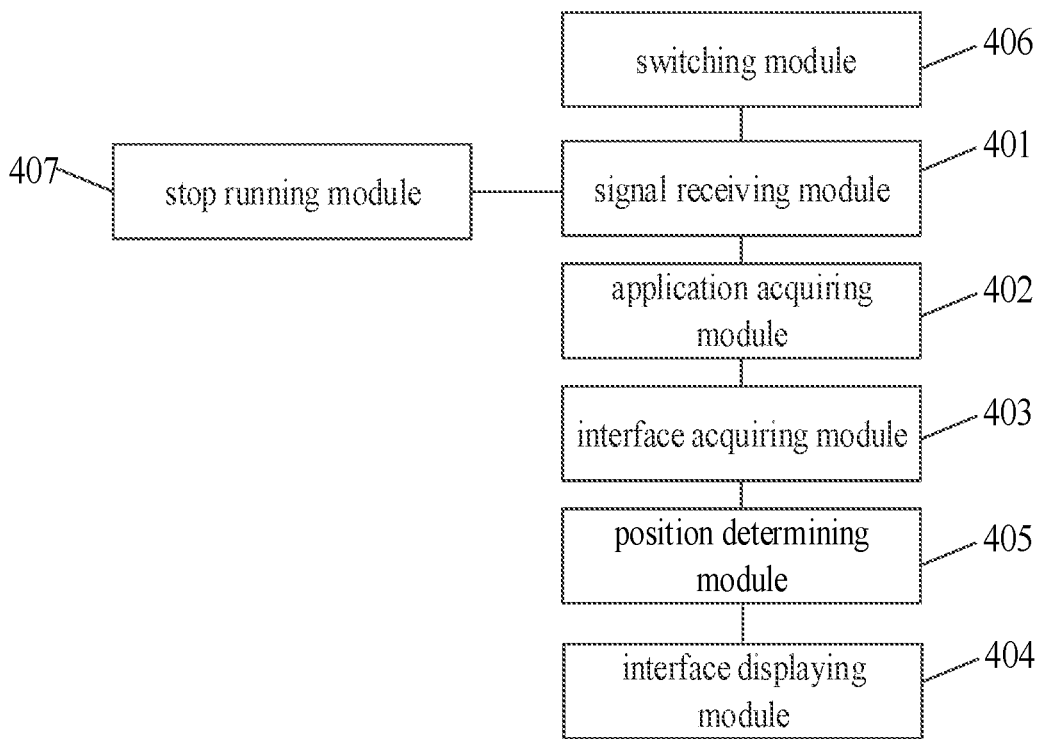 switching module
406
407
stop running module
signal receiving module
401
application acquiring
module
402
interface acquiring module
403
position determining
module
405
interface displaying
module
404